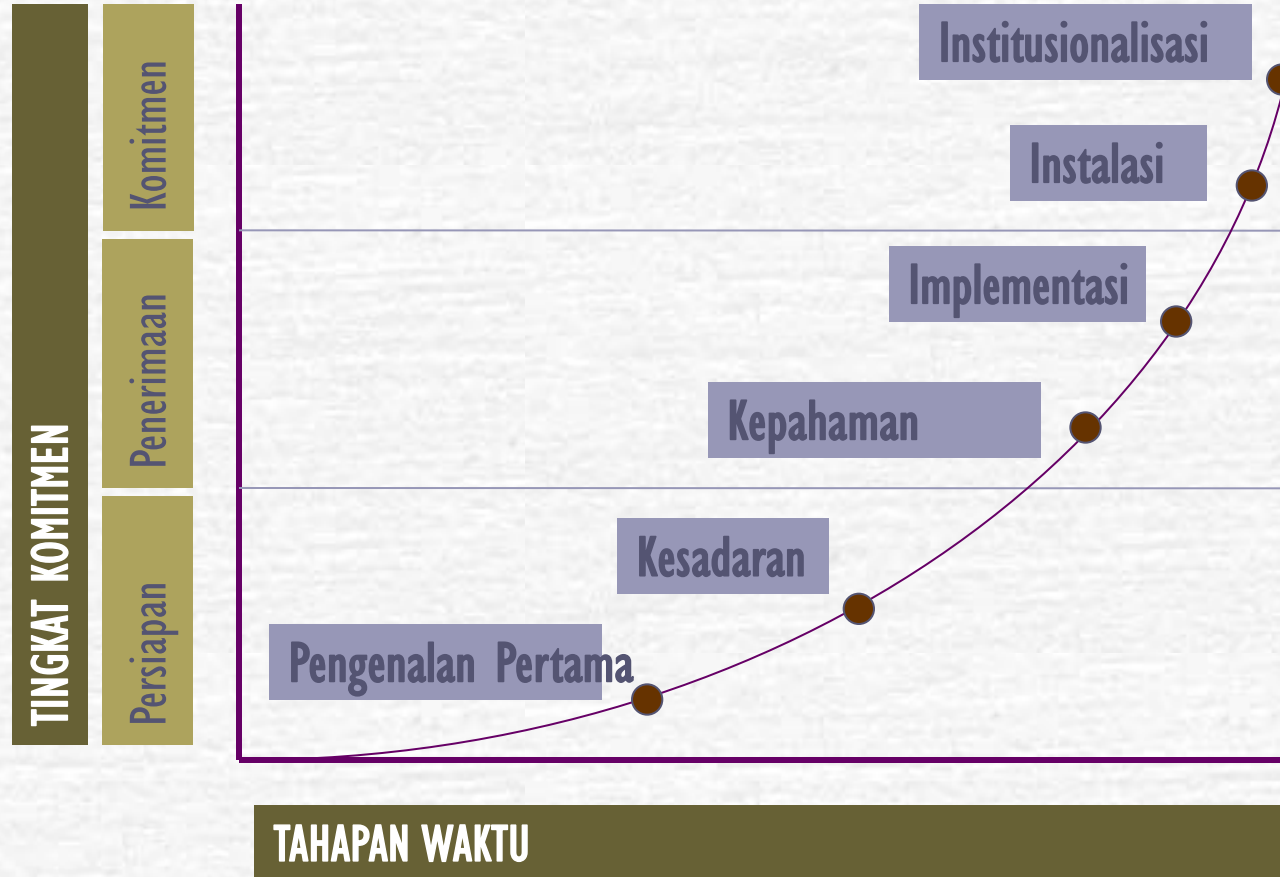 TINGKAT KOMITMEN
Komitmen
Penerimaan
Persiapan
Institusionalisasi
Instalasi
Implementasi
Kepahaman
Kesadaran
Pengenalan Pertama
TAHAPAN WAKTU